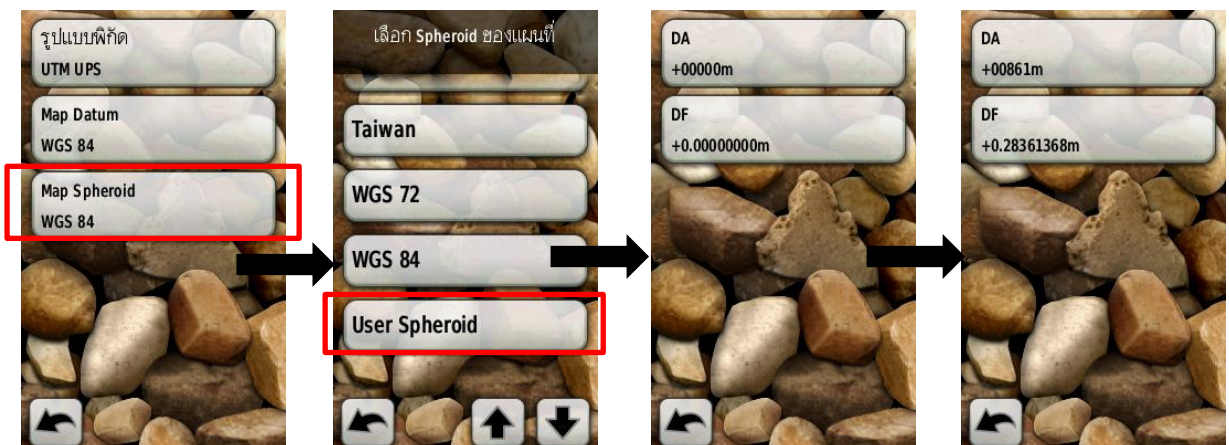 รูปแบบพิกัด
UTM UPS
Map Datum
WGS 84
Map Spheroid
WGS 84
เลือก Spheroid ของแผนที่
Taiwan
WGS 72
WGS 84
User Spheroid
DA
+00000m
DF
+0.00000000m
DA
+00861m
DF
+0.28361368m